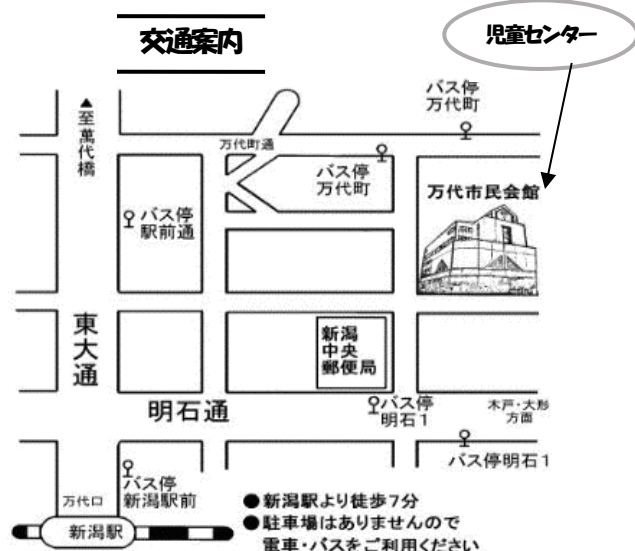 交通案内
児童センター
バス停
万代町
▲至萬代橋
万代町通
バス停
万代町
万代市民会館
バス停
駅前通
東大通
新潟
中央
郵便局
明石通
バス停
明石1
木戸・大形
方面
バス停明石1
バス停
新潟駅前
万代口
新潟駅
●新潟駅より徒歩7分
●駐車場はありませんので
電車・バスをご利用ください